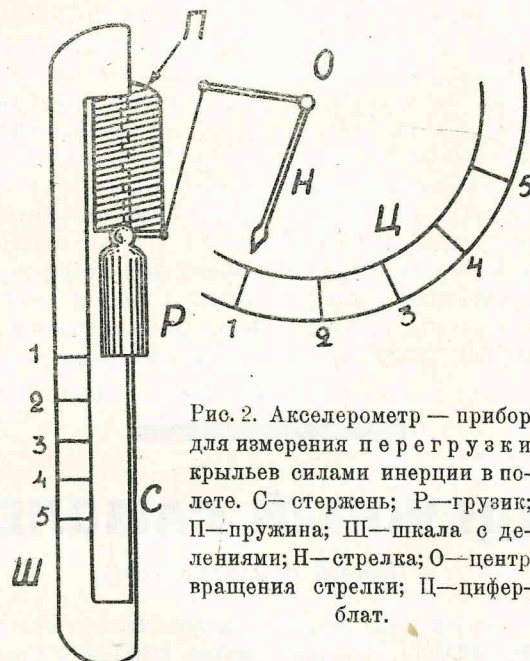 П
О
Н
Ц
Р
1
2
3
4
5
1
2
3
4
5
С
Ш
Рис. 2. Акселерометр — прибор
для измерения перегрузки
крыльев силами инерции в по-
лете. С—стержень; Р—грузик;
П—пружина; Ш—шкала с де-
лениями; Н—стрелка; О—центр
вращения стрелки; Ц—цифер-
блат.